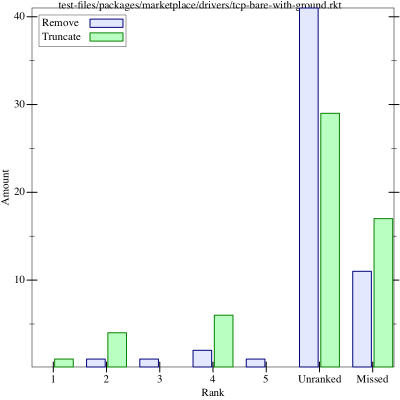 test-files/packages/marketplace/drivers/tcp-bare-with-ground.rkt
Remove
Truncate
40
30
20
10
Amount
1 2 3 4 5 Unranked Missed
Rank